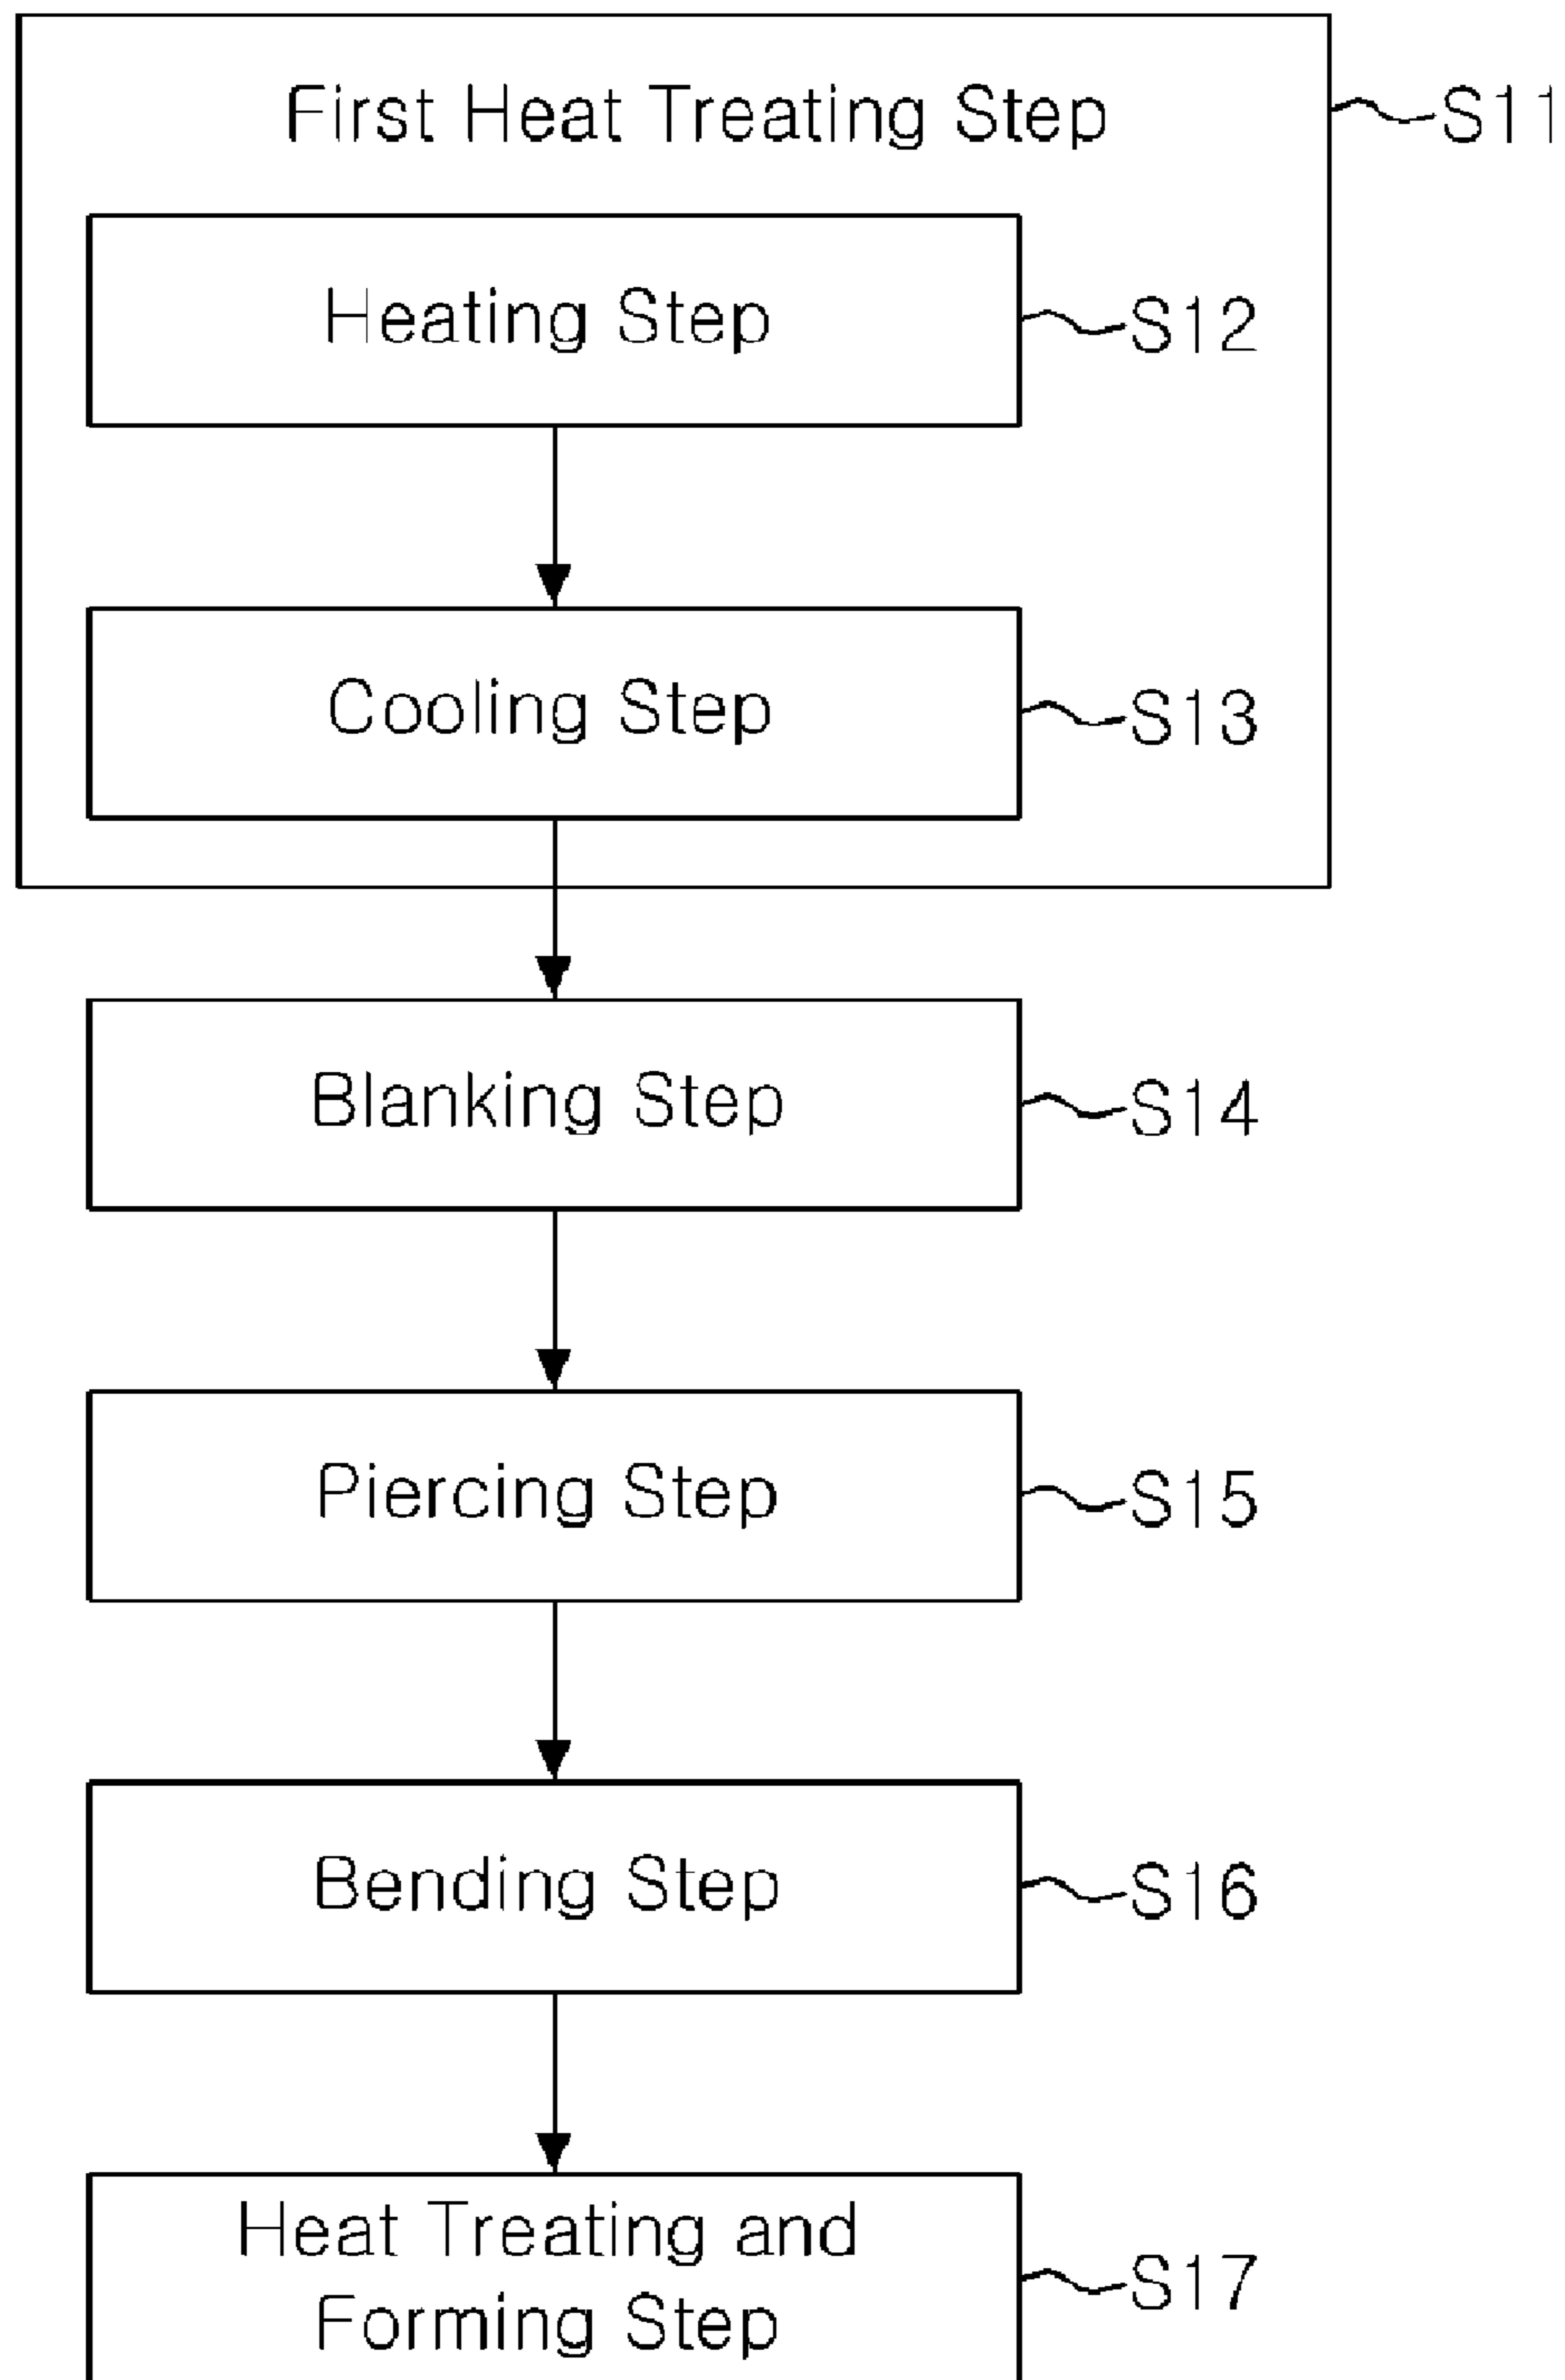 First Heat Treating Step
S11
Heating Step
S12
Cooling Step
S13
Blanking Step
S14
Piercing Step
S15
Bending Step
S16
Heat Treating and
Forming Step
S17